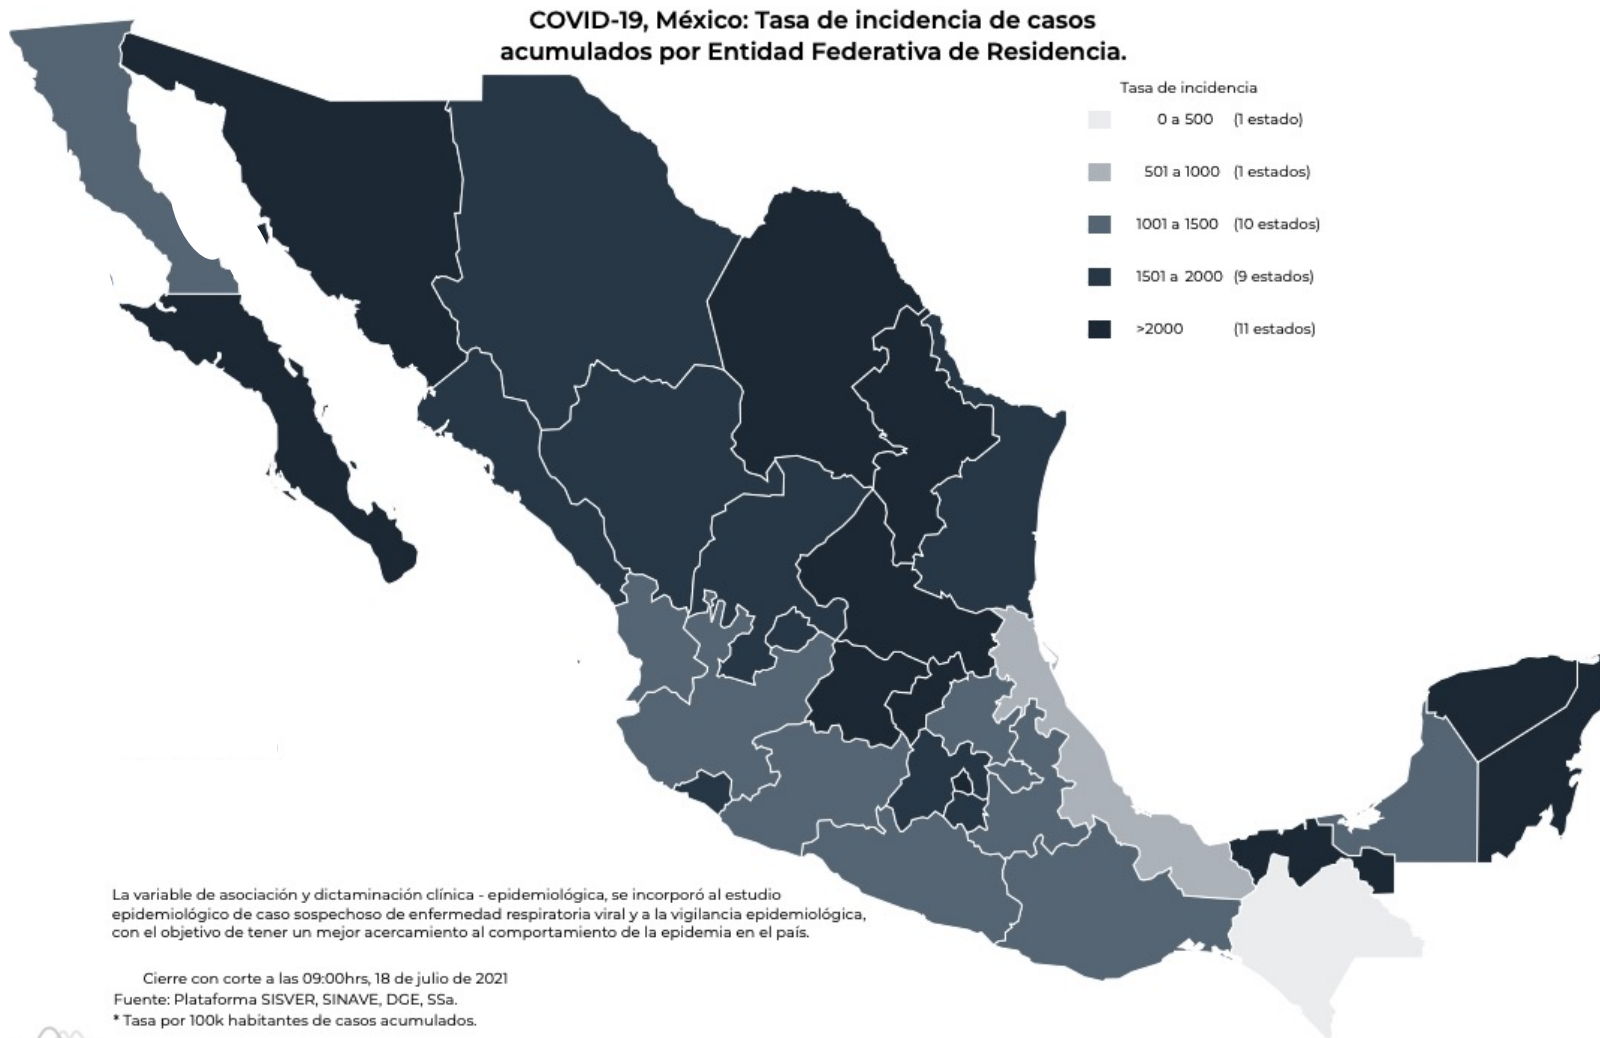 COVID-19, México: Tasa de incidencia de casos
acumulados por Entidad Federativa de Residencia.
Tasa de incidencia
0 a 500 (1 estado)
501 a 1000 (1 estados)
1001 a 1500 (10 estados)
1501 a 2000 (9 estados)
>2000 (11 estados)
La variable de asociación y dictaminación clínica - epidemiológica, se incorporó al estudio
epidemiológico de caso sospechoso de enfermedad respiratoria viral y a la vigilancia epidemiológica,
con el objetivo de tener un mejor acercamiento al comportamiento de la epidemia en el país.
Cierre con corte a las 09:00hrs, 18 de julio de 2021
Fuente: Plataforma SISVER, SINAVE, DGE, SSa.
* Tasa por 100k habitantes de casos acumulados.